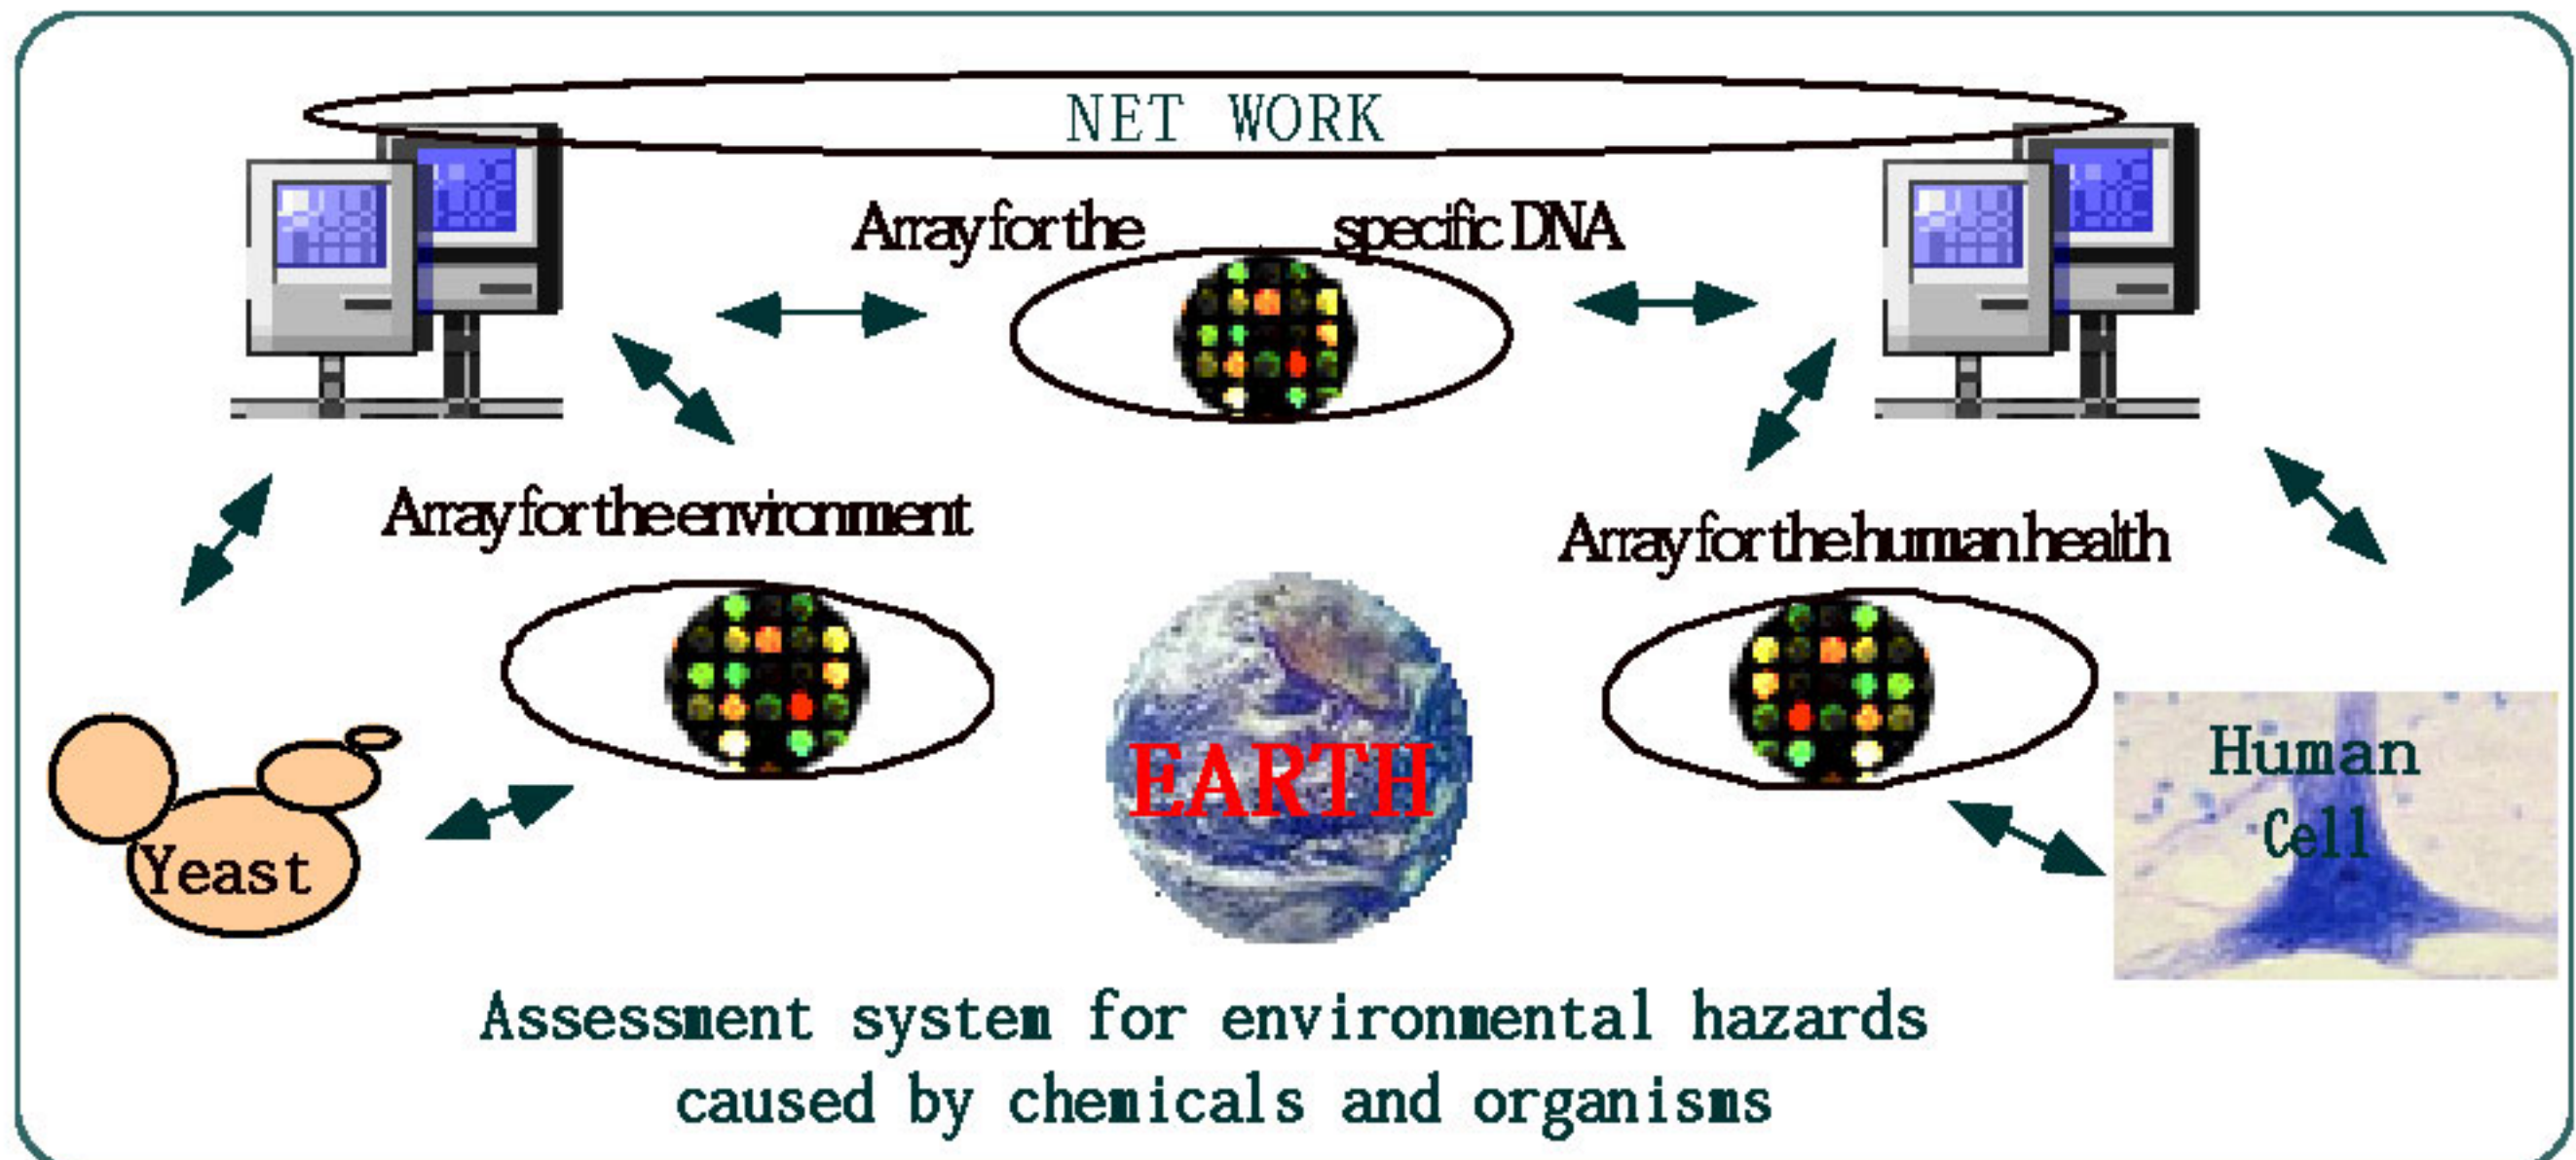 NET WORK
Array for the specific DNA
Array for the environment
Array for the human health
EARTH
Yeast
Human
Cell
Assessment system for environmental hazards
caused by chemicals and organisms